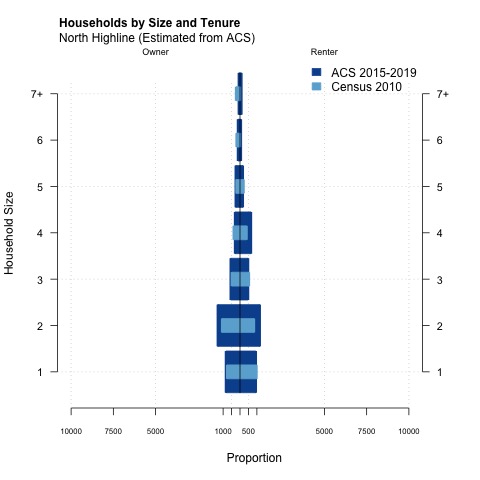 Households by Size and Tenure
North Highline (Estimated from ACS)
Owner Renter
ACS 2015-2019
Census 2010
7+ 7+
6 6
5 5
4 4
3 3
2 2
1 1
Household Size
10000 7500 5000 1000 500 5000 7500 10000
Proportion